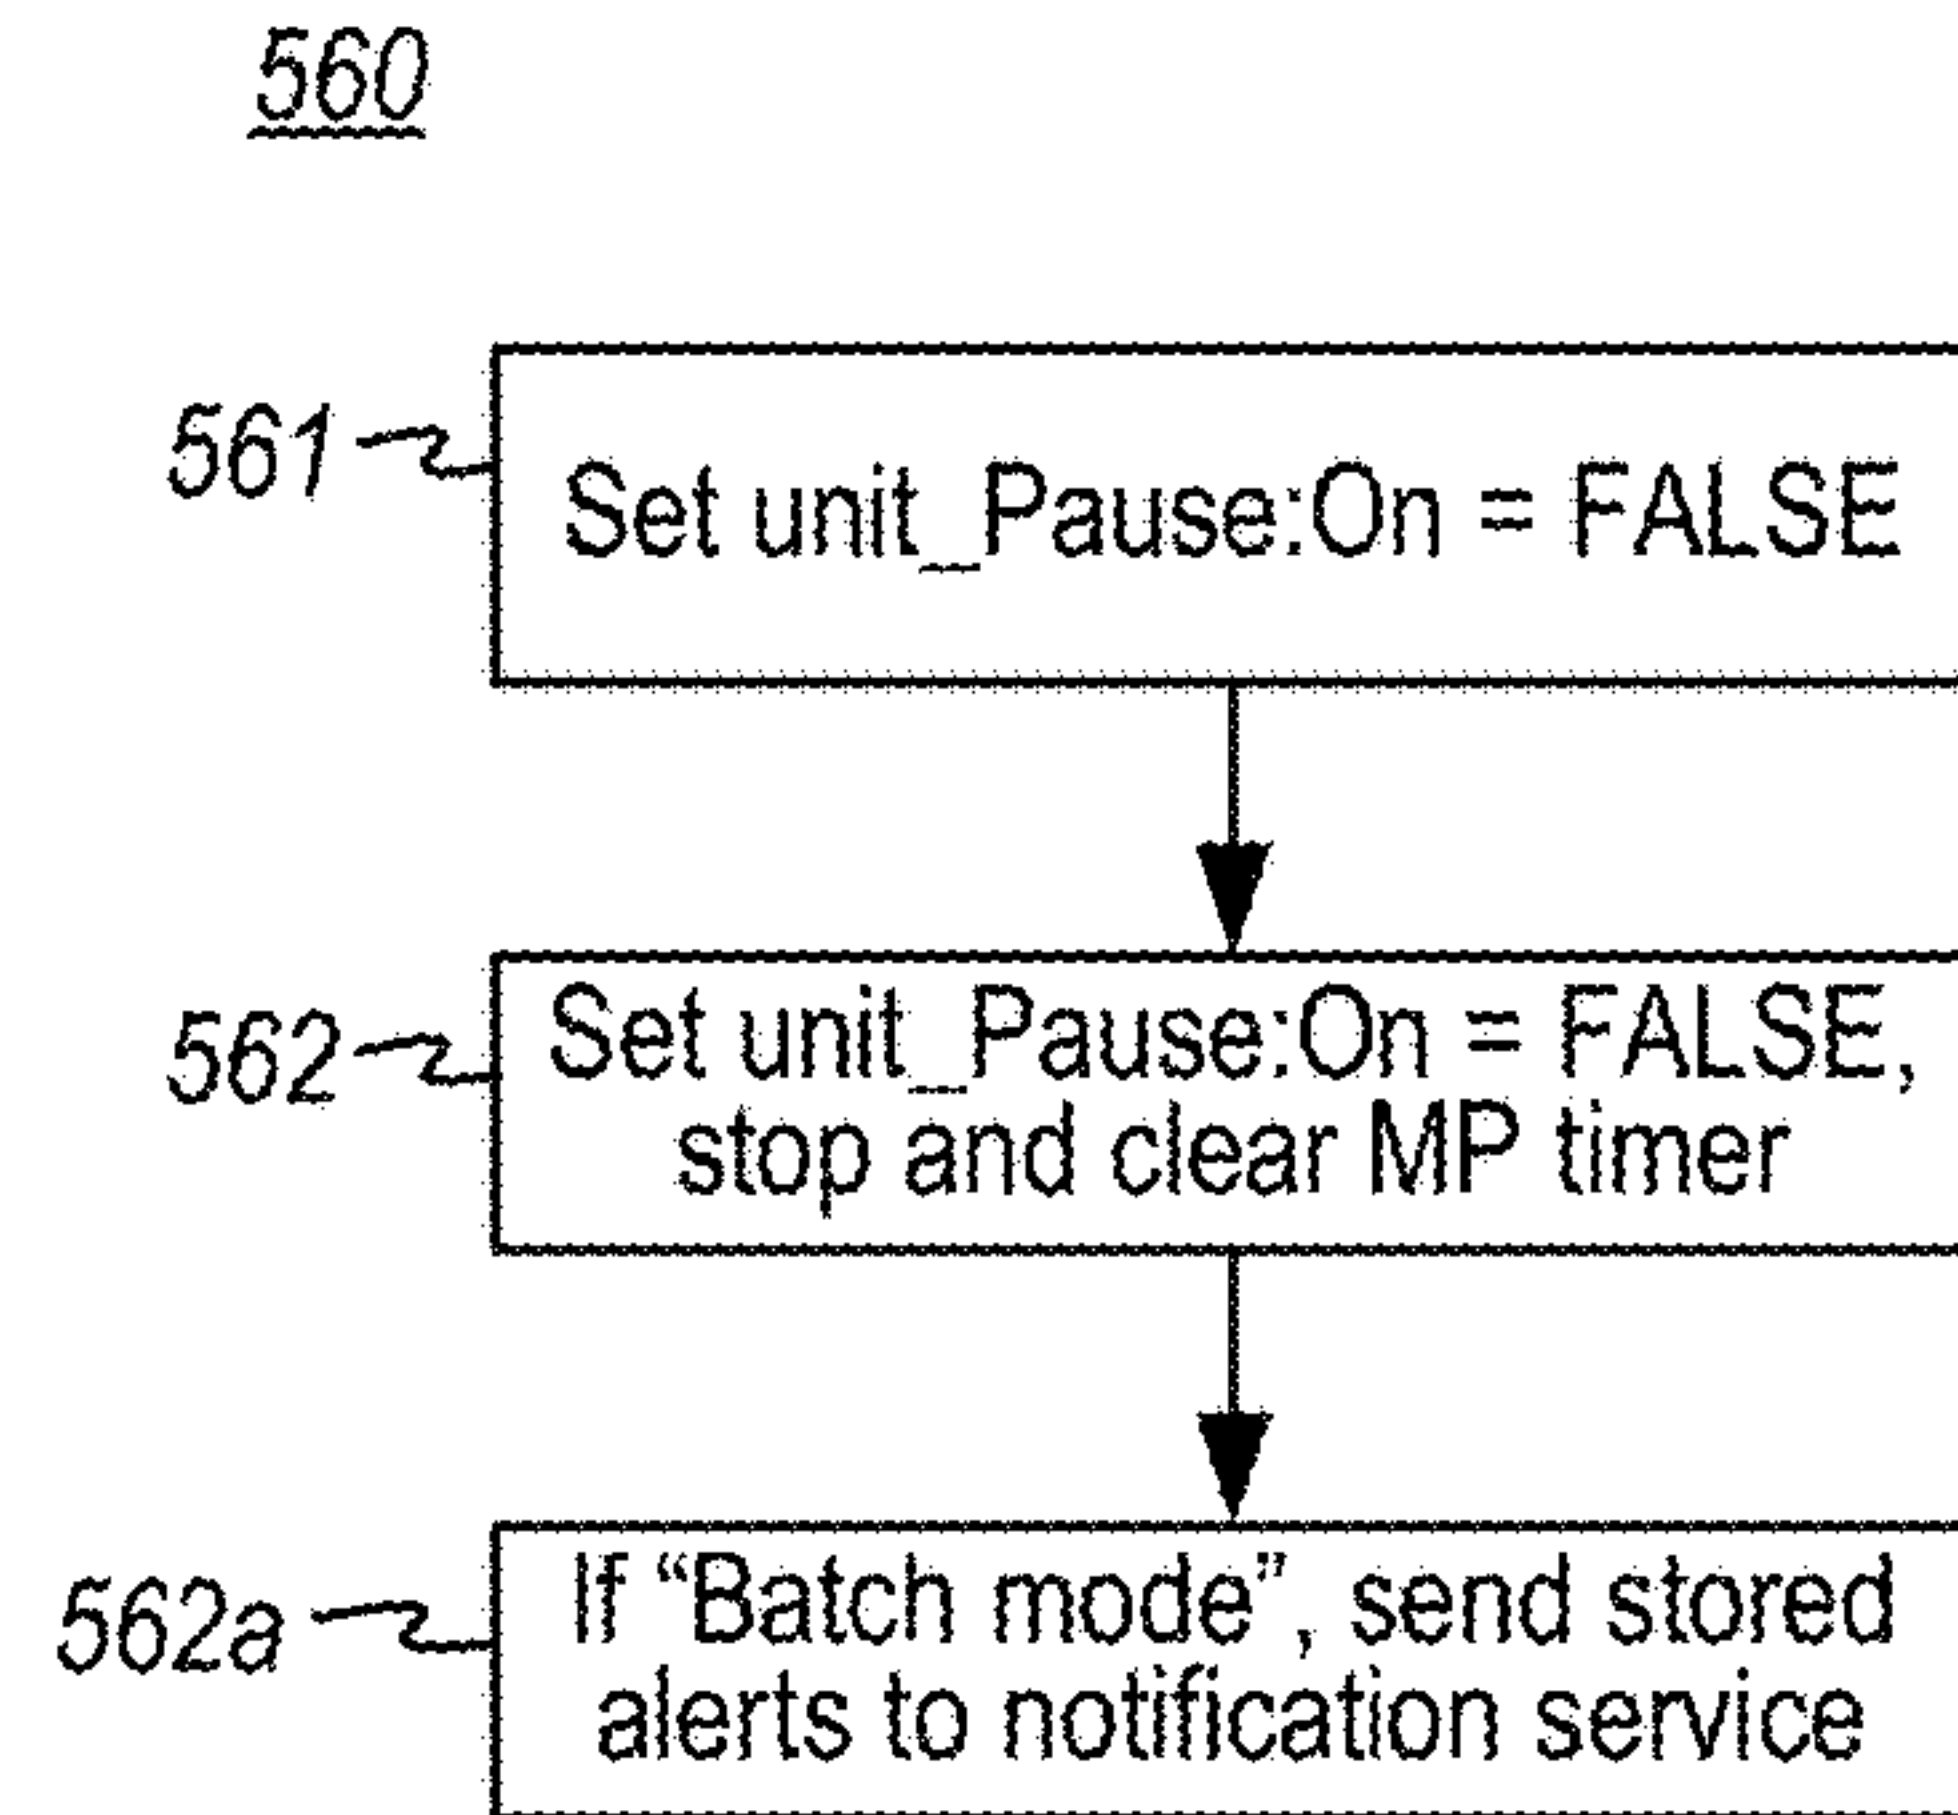 560
561
Set unit_Pause:On = FALSE
562
Set unit_Pause:On = FALSE,
stop and clear MP timer
562a
If “Batch mode”, send stored
alerts to notification service